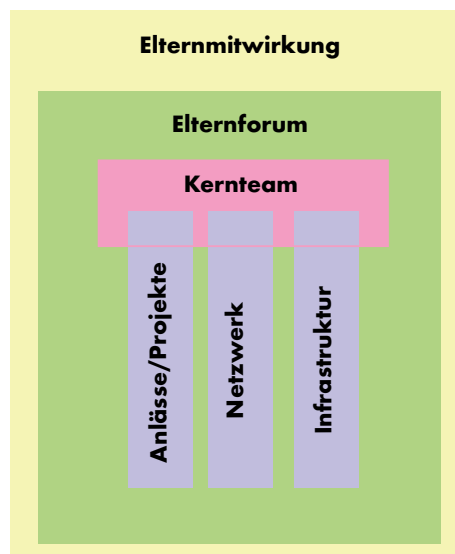 Elternmitwirkung
Elternforum
Kernteam
Anlässe/Projekte
Netzwerk
Infrastruktur